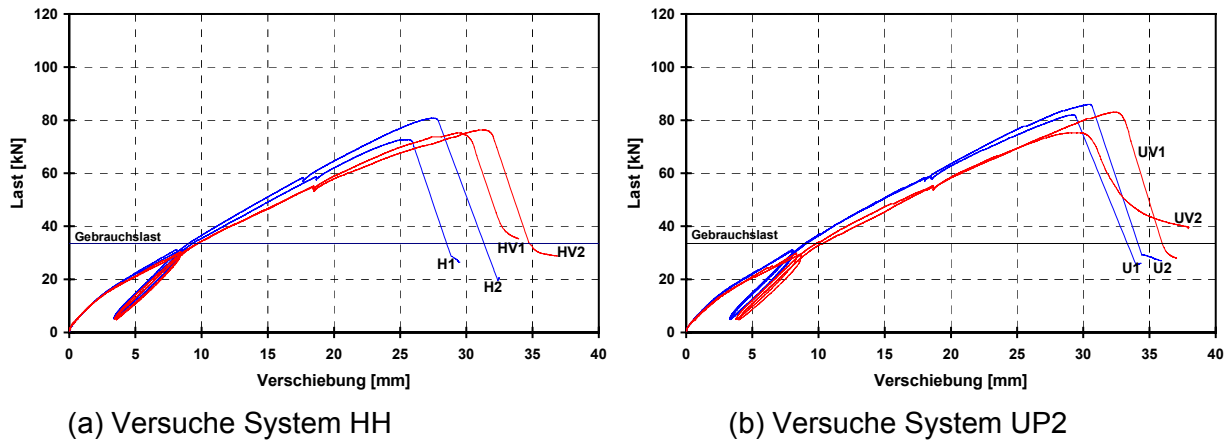 120
100
80
60
40
20
0
Last [kN]
Gebrauchslast
H1
H2
HV1
HV2
0 5 10 15 20 25 30 35 40
Verschiebung [mm]
(a) Versuche System HH
120
100
80
60
40
20
0
Last [kN]
Gebrauchslast
UV1
UV2
U1
U2
0 5 10 15 20 25 30 35 40
Verschiebung [mm]
(b) Versuche System UP2